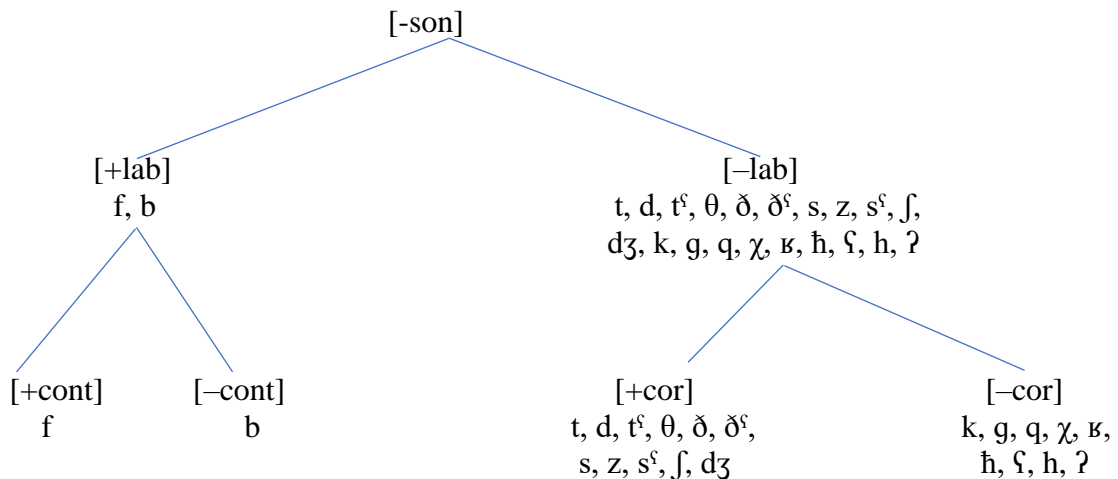 [-son]
[+lab]
f, b
[–lab]
t, d, tˤ, θ, ð, ðˤ, s, z, sˤ, ʃ,
dʒ, k, ɡ, q, χ, ʁ, ħ, ʕ, h, ʔ
[+cont]
f
[–cont]
b
[+cor]
t, d, tˤ, θ, ð, ðˤ,
s, z, sˤ, ʃ, dʒ
[–cor]
k, ɡ, q, χ, ʁ,
ħ, ʕ, h, ʔ